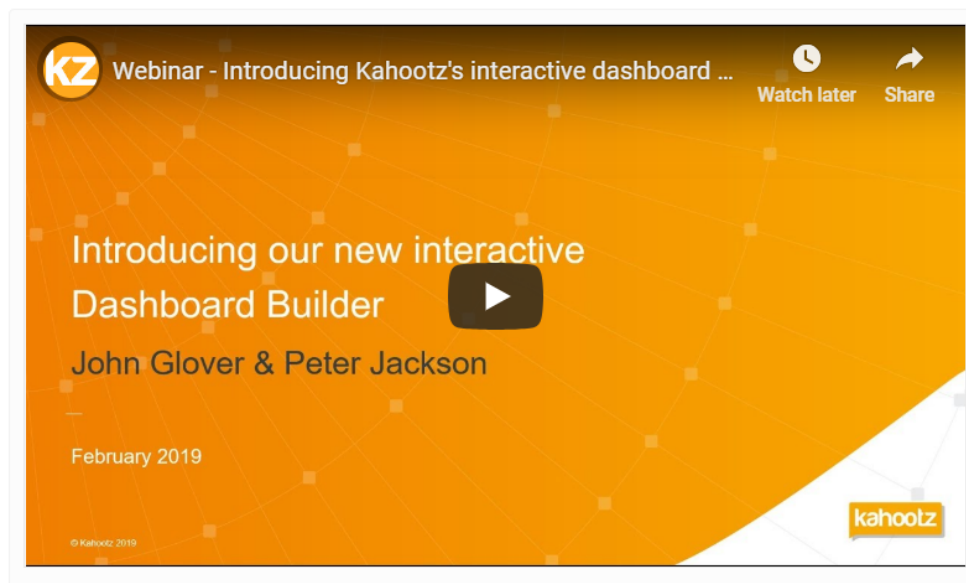 KZ
Webinar - Introducing Kahootz's interactive dashboard ...
Watch later
Share
Introducing our new interactive
Dashboard Builder
John Glover & Peter Jackson
February 2019
© Kahootz 2019
kahootz